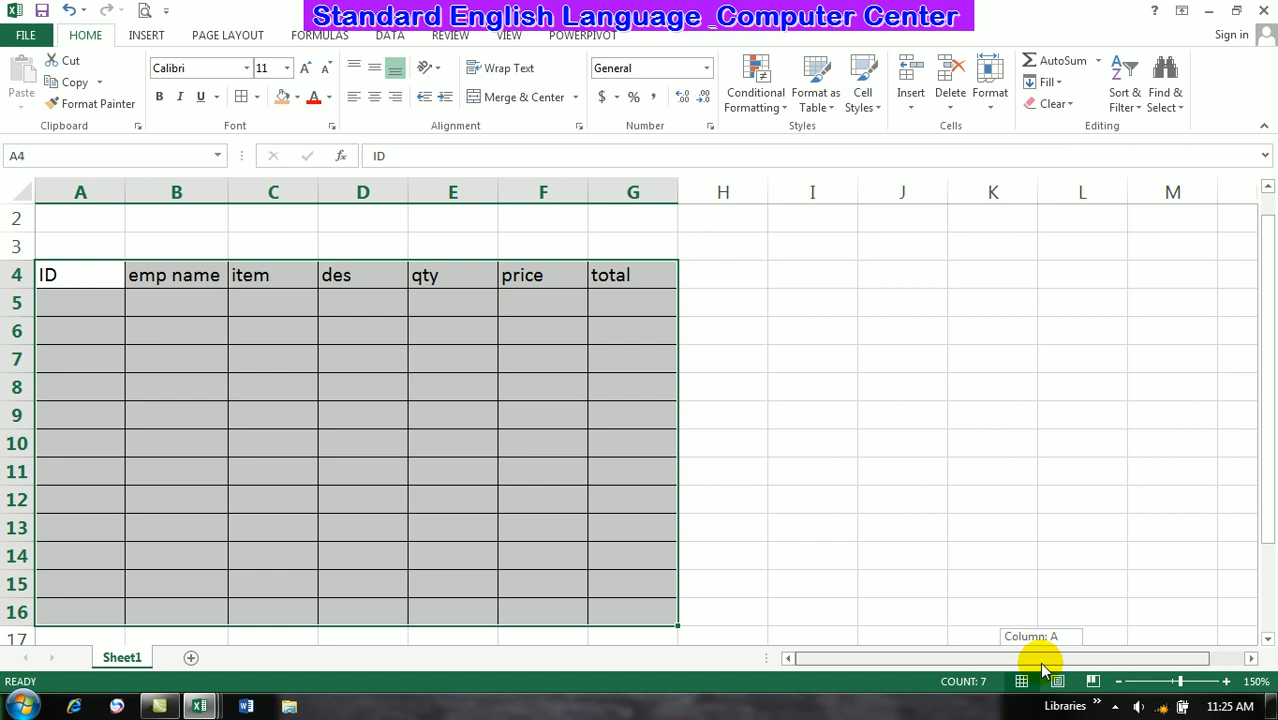 Standard English Language _Computer Center
Sign in
FILE HOME INSERT PAGE LAYOUT FORMULAS DATA REVIEW VIEW POWERPIVOT
Paste
Cut
Copy
Format Painter
Clipboard
Calibri 11
B I U
Font
Wrap Text
Merge & Center
Alignment
General
$ % ,
Number
Conditional Formatting
Format as Table
Cell Styles
Styles
Insert
Delete
Format
Cells
AutoSum
Fill
Clear
Sort & Filter
Find & Select
Editing
A4
fx
ID
A B C D E F G H I J K L M
2
3
4 ID emp name item des qty price total
5
6
7
8
9
10
11
12
13
14
15
16
17
Column: A
Sheet1
READY
COUNT: 7
150%
Libraries
11:25 AM